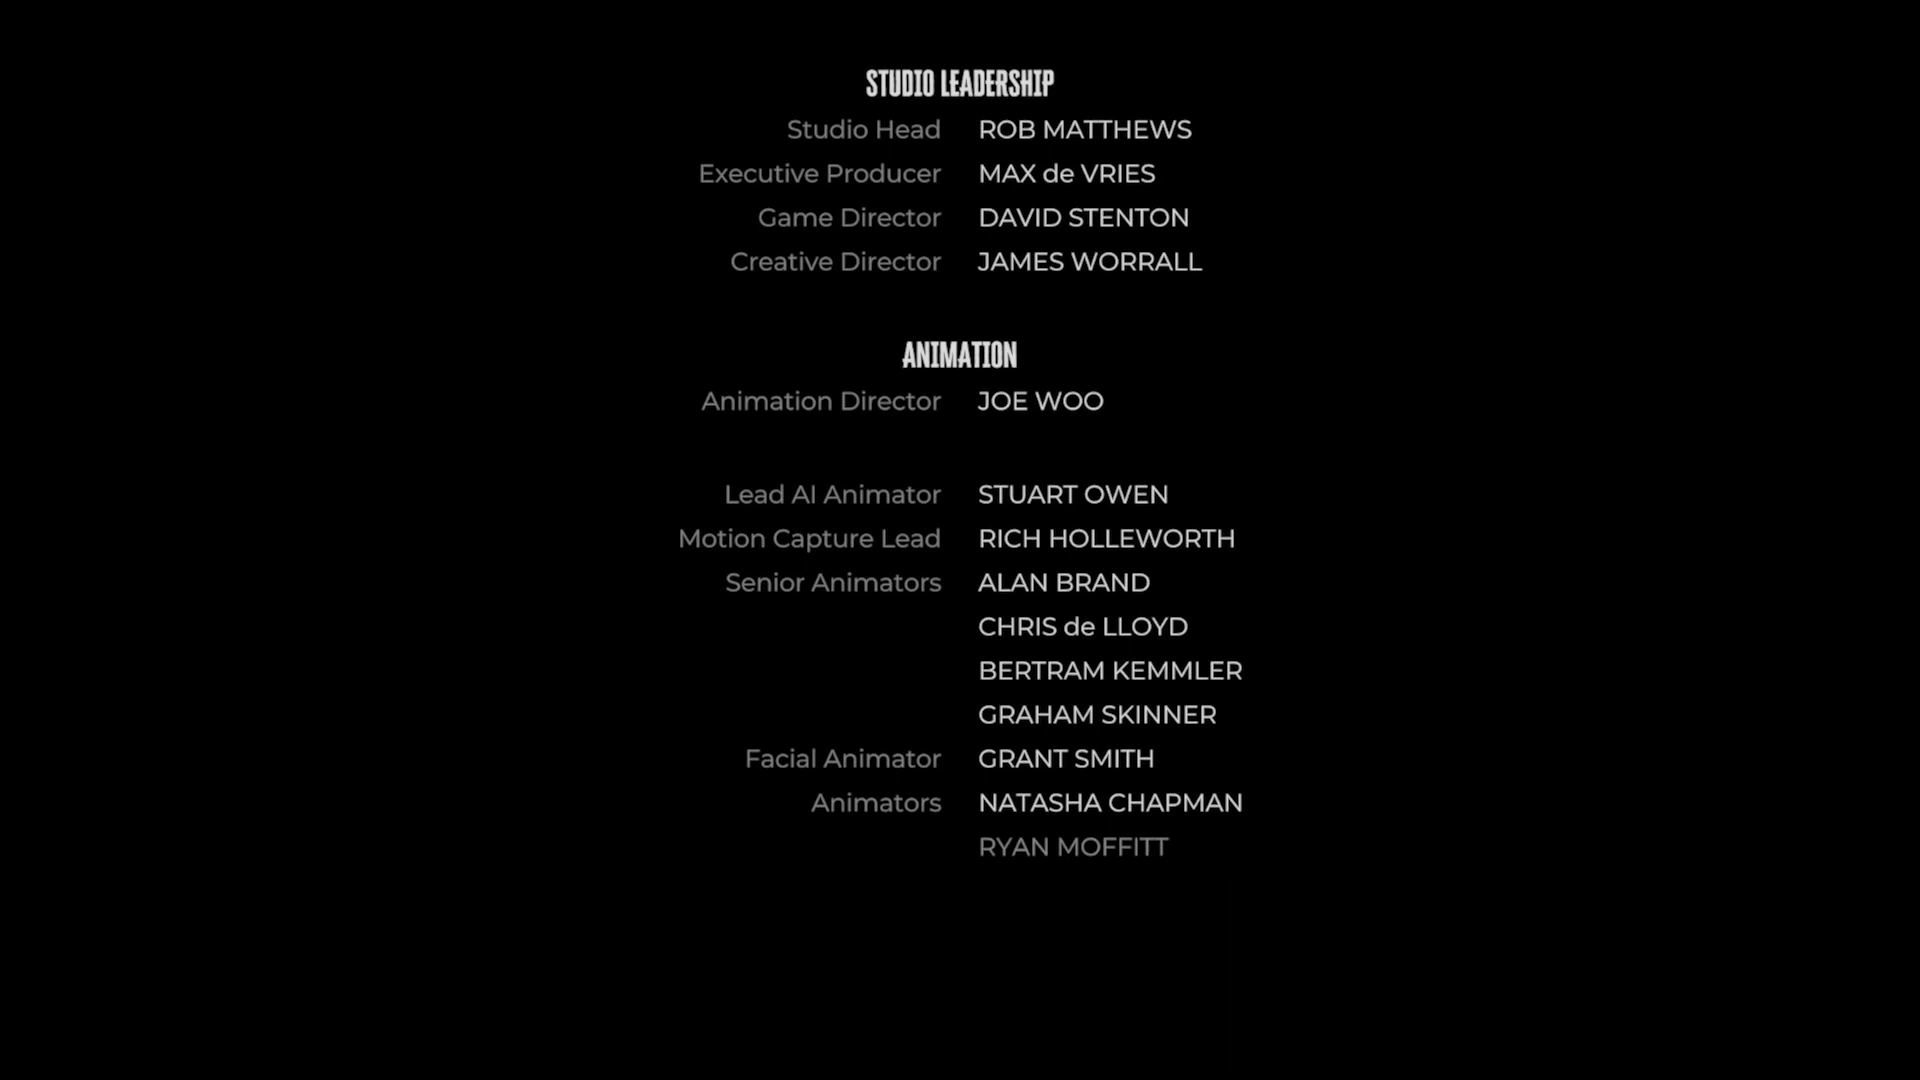 STUDIO LEADERSHIP
Studio Head ROB MATTHEWS
Executive Producer MAX de VRIES
Game Director DAVID STENTON
Creative Director JAMES WORRALL
ANIMATION
Animation Director JOE WOO
Lead AI Animator STUART OWEN
Motion Capture Lead RICH HOLLEWORTH
Senior Animators ALAN BRAND
CHRIS de LLOYD
BERTRAM KEMMLER
GRAHAM SKINNER
Facial Animator GRANT SMITH
Animators NATASHA CHAPMAN
RYAN MOFFITT